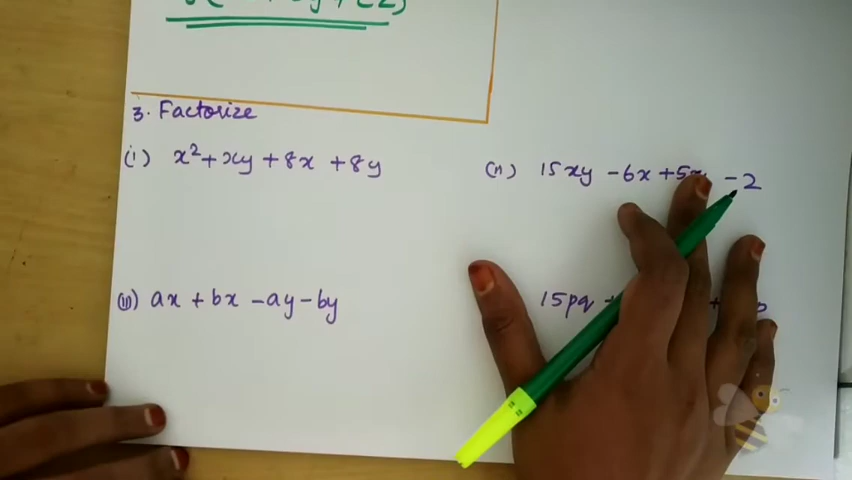 3. Factorize
(i) x² + xy + 8x + 8y
(ii) 15xy - 6x + 5 - 2
(iii) ax + bx - ay - by
15pq +